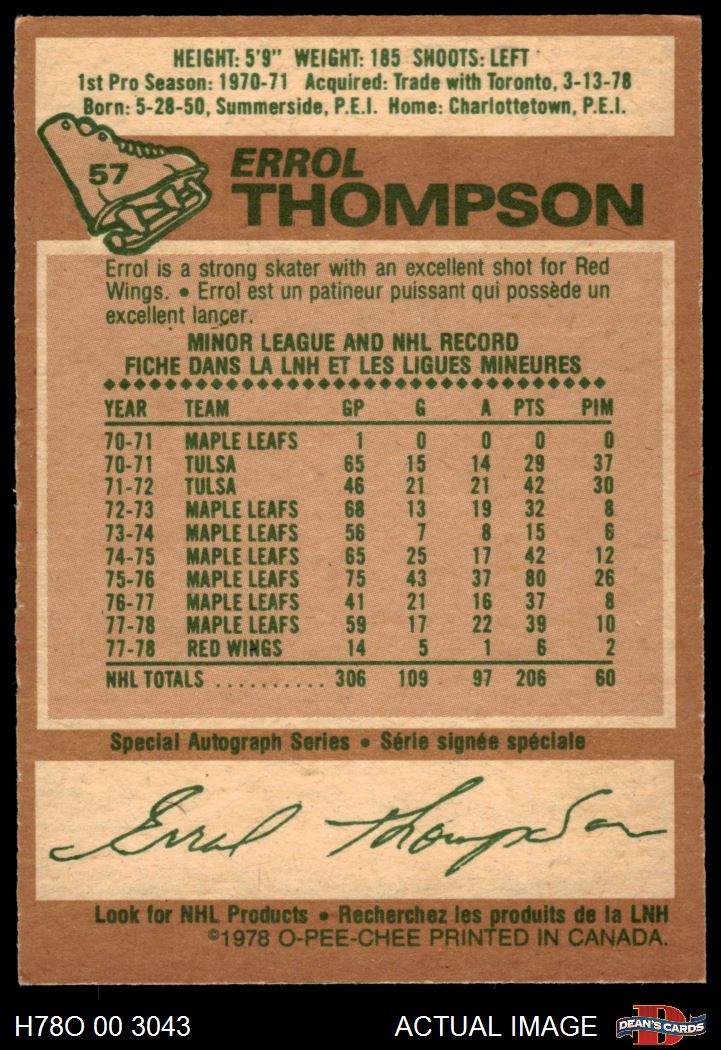 HEIGHT: 5'9" WEIGHT: 185 SHOOTS: LEFT
1st Pro Season: 1970-71 Acquired: Trade with Toronto, 3-13-78
Born: 5-28-50, Summerside, P.E.I. Home: Charlottetown, P.E.I.
57
ERROL
THOMPSON
Errol is a strong skater with an excellent shot for Red
Wings. • Errol est un patineur puissant qui possède un
excellent lançer.
MINOR LEAGUE AND NHL RECORD
FICHE DANS LA LNH ET LES LIGUES MINEURES
YEAR TEAM GP G A PTS PIM
70-71 MAPLE LEAFS 1 0 0 0 0
70-71 TULSA 65 15 14 29 37
71-72 TULSA 46 21 21 42 30
72-73 MAPLE LEAFS 68 13 19 32 8
73-74 MAPLE LEAFS 56 7 8 15 6
74-75 MAPLE LEAFS 65 25 17 42 12
75-76 MAPLE LEAFS 75 43 37 80 26
76-77 MAPLE LEAFS 41 21 16 37 8
77-78 MAPLE LEAFS 59 17 22 39 10
77-78 RED WINGS 14 5 1 6 2
NHL TOTALS .......... 306 109 97 206 60
Special Autograph Series • Série signée spéciale
Errol Thompson
Look for NHL Products • Recherchez les produits de la LNH
©1978 O-PEE-CHEE PRINTED IN CANADA.
H78O 00 3043 ACTUAL IMAGE
D
DEAN'S CARDS